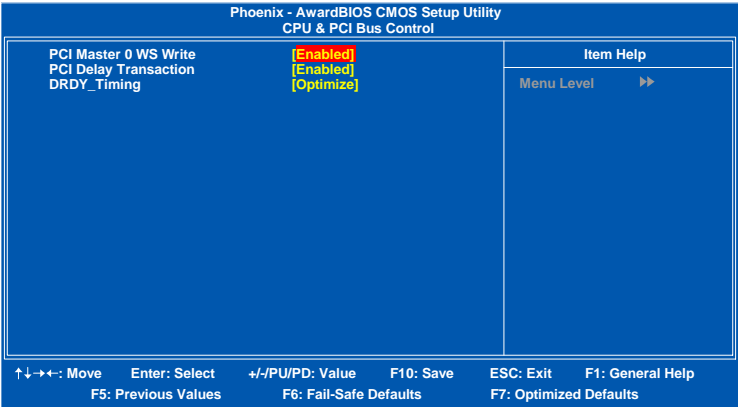 Phoenix - AwardBIOS CMOS Setup Utility
CPU & PCI Bus Control
PCI Master 0 WS Write [Enabled]
PCI Delay Transaction [Enabled]
DRDY_Timing [Optimize]
Item Help
Menu Level ▶▶
↑↓→←: Move Enter: Select +/-/PU/PD: Value F10: Save ESC: Exit F1: General Help
F5: Previous Values F6: Fail-Safe Defaults F7: Optimized Defaults